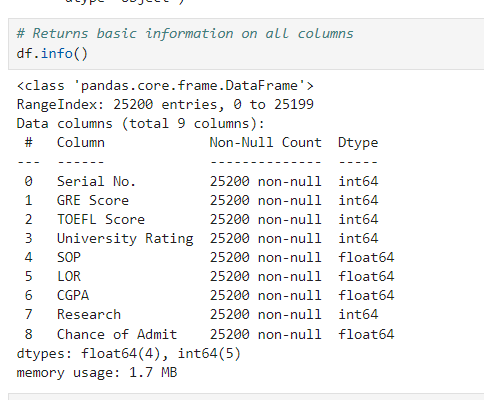 dtype='object')
# Returns basic information on all columns
df.info()
<class 'pandas.core.frame.DataFrame'>
RangeIndex: 25200 entries, 0 to 25199
Data columns (total 9 columns):
 #   Column             Non-Null Count  Dtype
---  ------             --------------  -----
 0   Serial No.         25200 non-null  int64
 1   GRE Score          25200 non-null  int64
 2   TOEFL Score        25200 non-null  int64
 3   University Rating  25200 non-null  int64
 4   SOP                25200 non-null  float64
 5   LOR                25200 non-null  float64
 6   CGPA               25200 non-null  float64
 7   Research           25200 non-null  int64
 8   Chance of Admit    25200 non-null  float64
dtypes: float64(4), int64(5)
memory usage: 1.7 MB